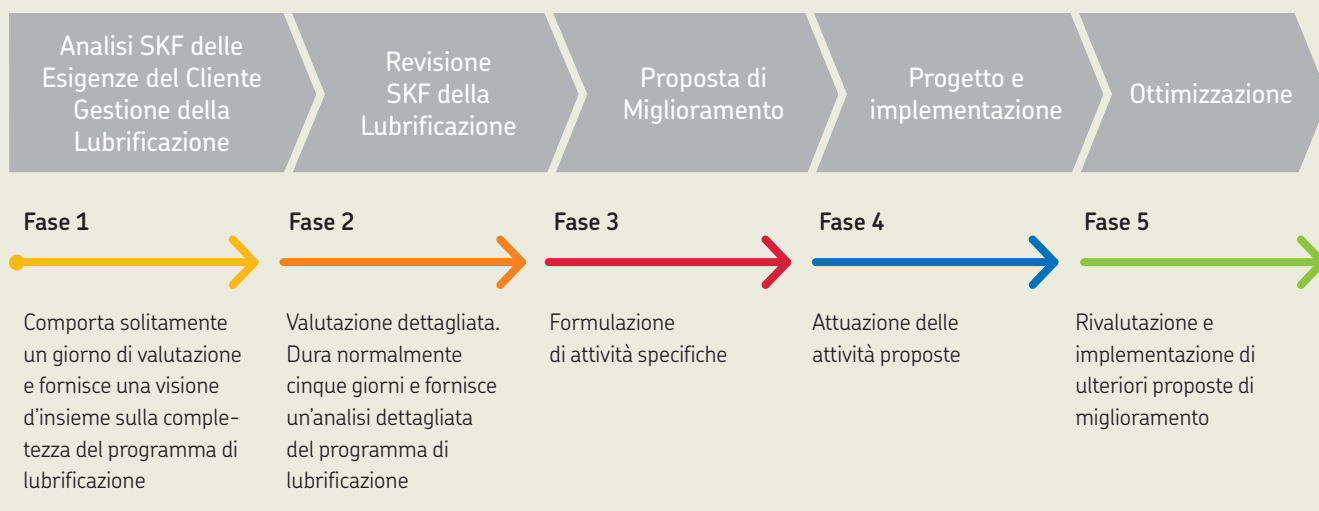 Analisi SKF delle
Esigenze del Cliente
Gestione della
Lubrificazione
Revisione
SKF della
Lubrificazione
Proposta di
Miglioramento
Progetto e
implementazione
Ottimizzazione
Fase 1
Comporta solitamente
un giorno di valutazione
e fornisce una visione
d'insieme sulla comple-
tezza del programma di
lubrificazione
Fase 2
Valutazione dettagliata.
Dura normalmente
cinque giorni e fornisce
un'analisi dettagliata
del programma di
lubrificazione
Fase 3
Formulazione
di attività specifiche
Fase 4
Attuazione delle
attività proposte
Fase 5
Rivalutazione e
implementazione di
ulteriori proposte di
miglioramento